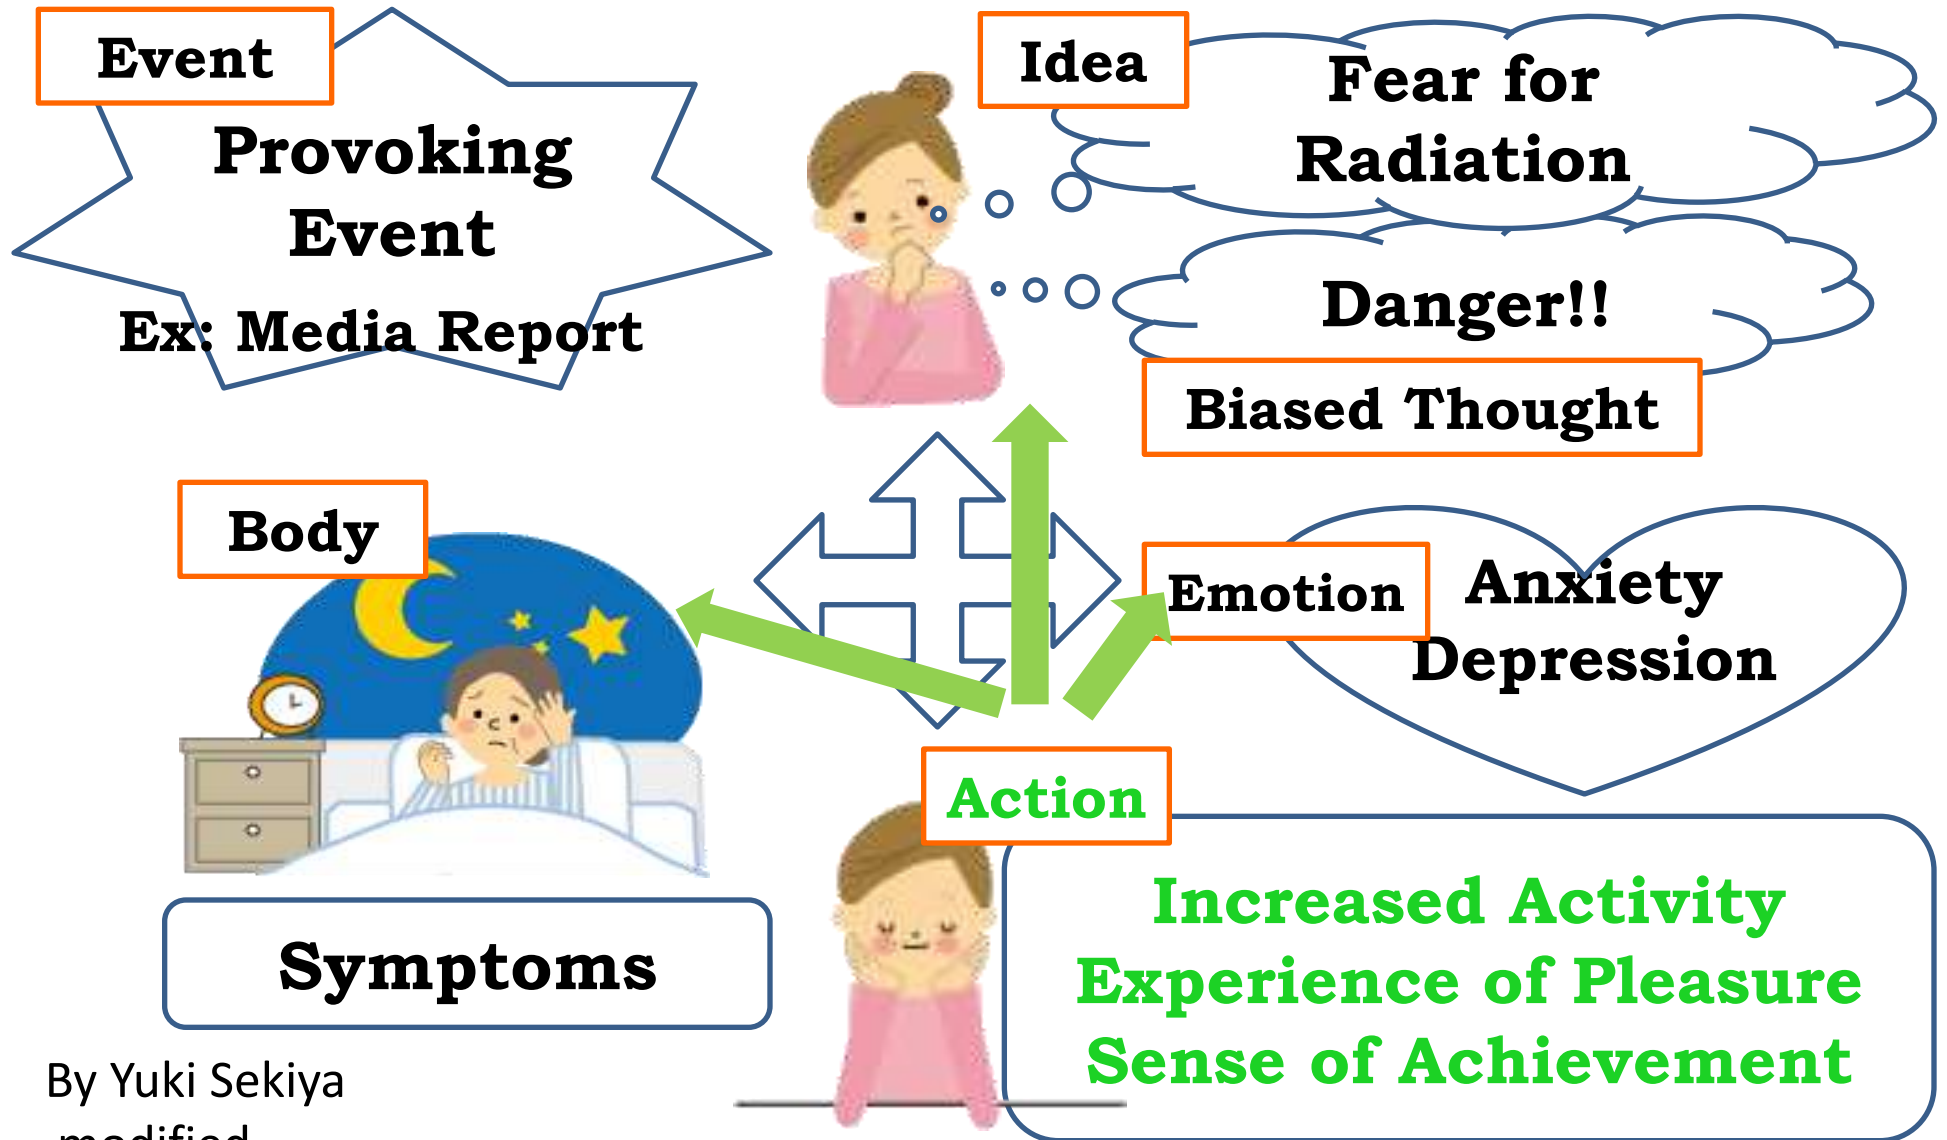 Event
Provoking
Event
Ex: Media Report
Idea
Fear for
Radiation
Danger!!
Biased Thought
Body
Symptoms
Emotion
Anxiety
Depression
Action
Increased Activity
Experience of Pleasure
Sense of Achievement
By Yuki Sekiya
modified